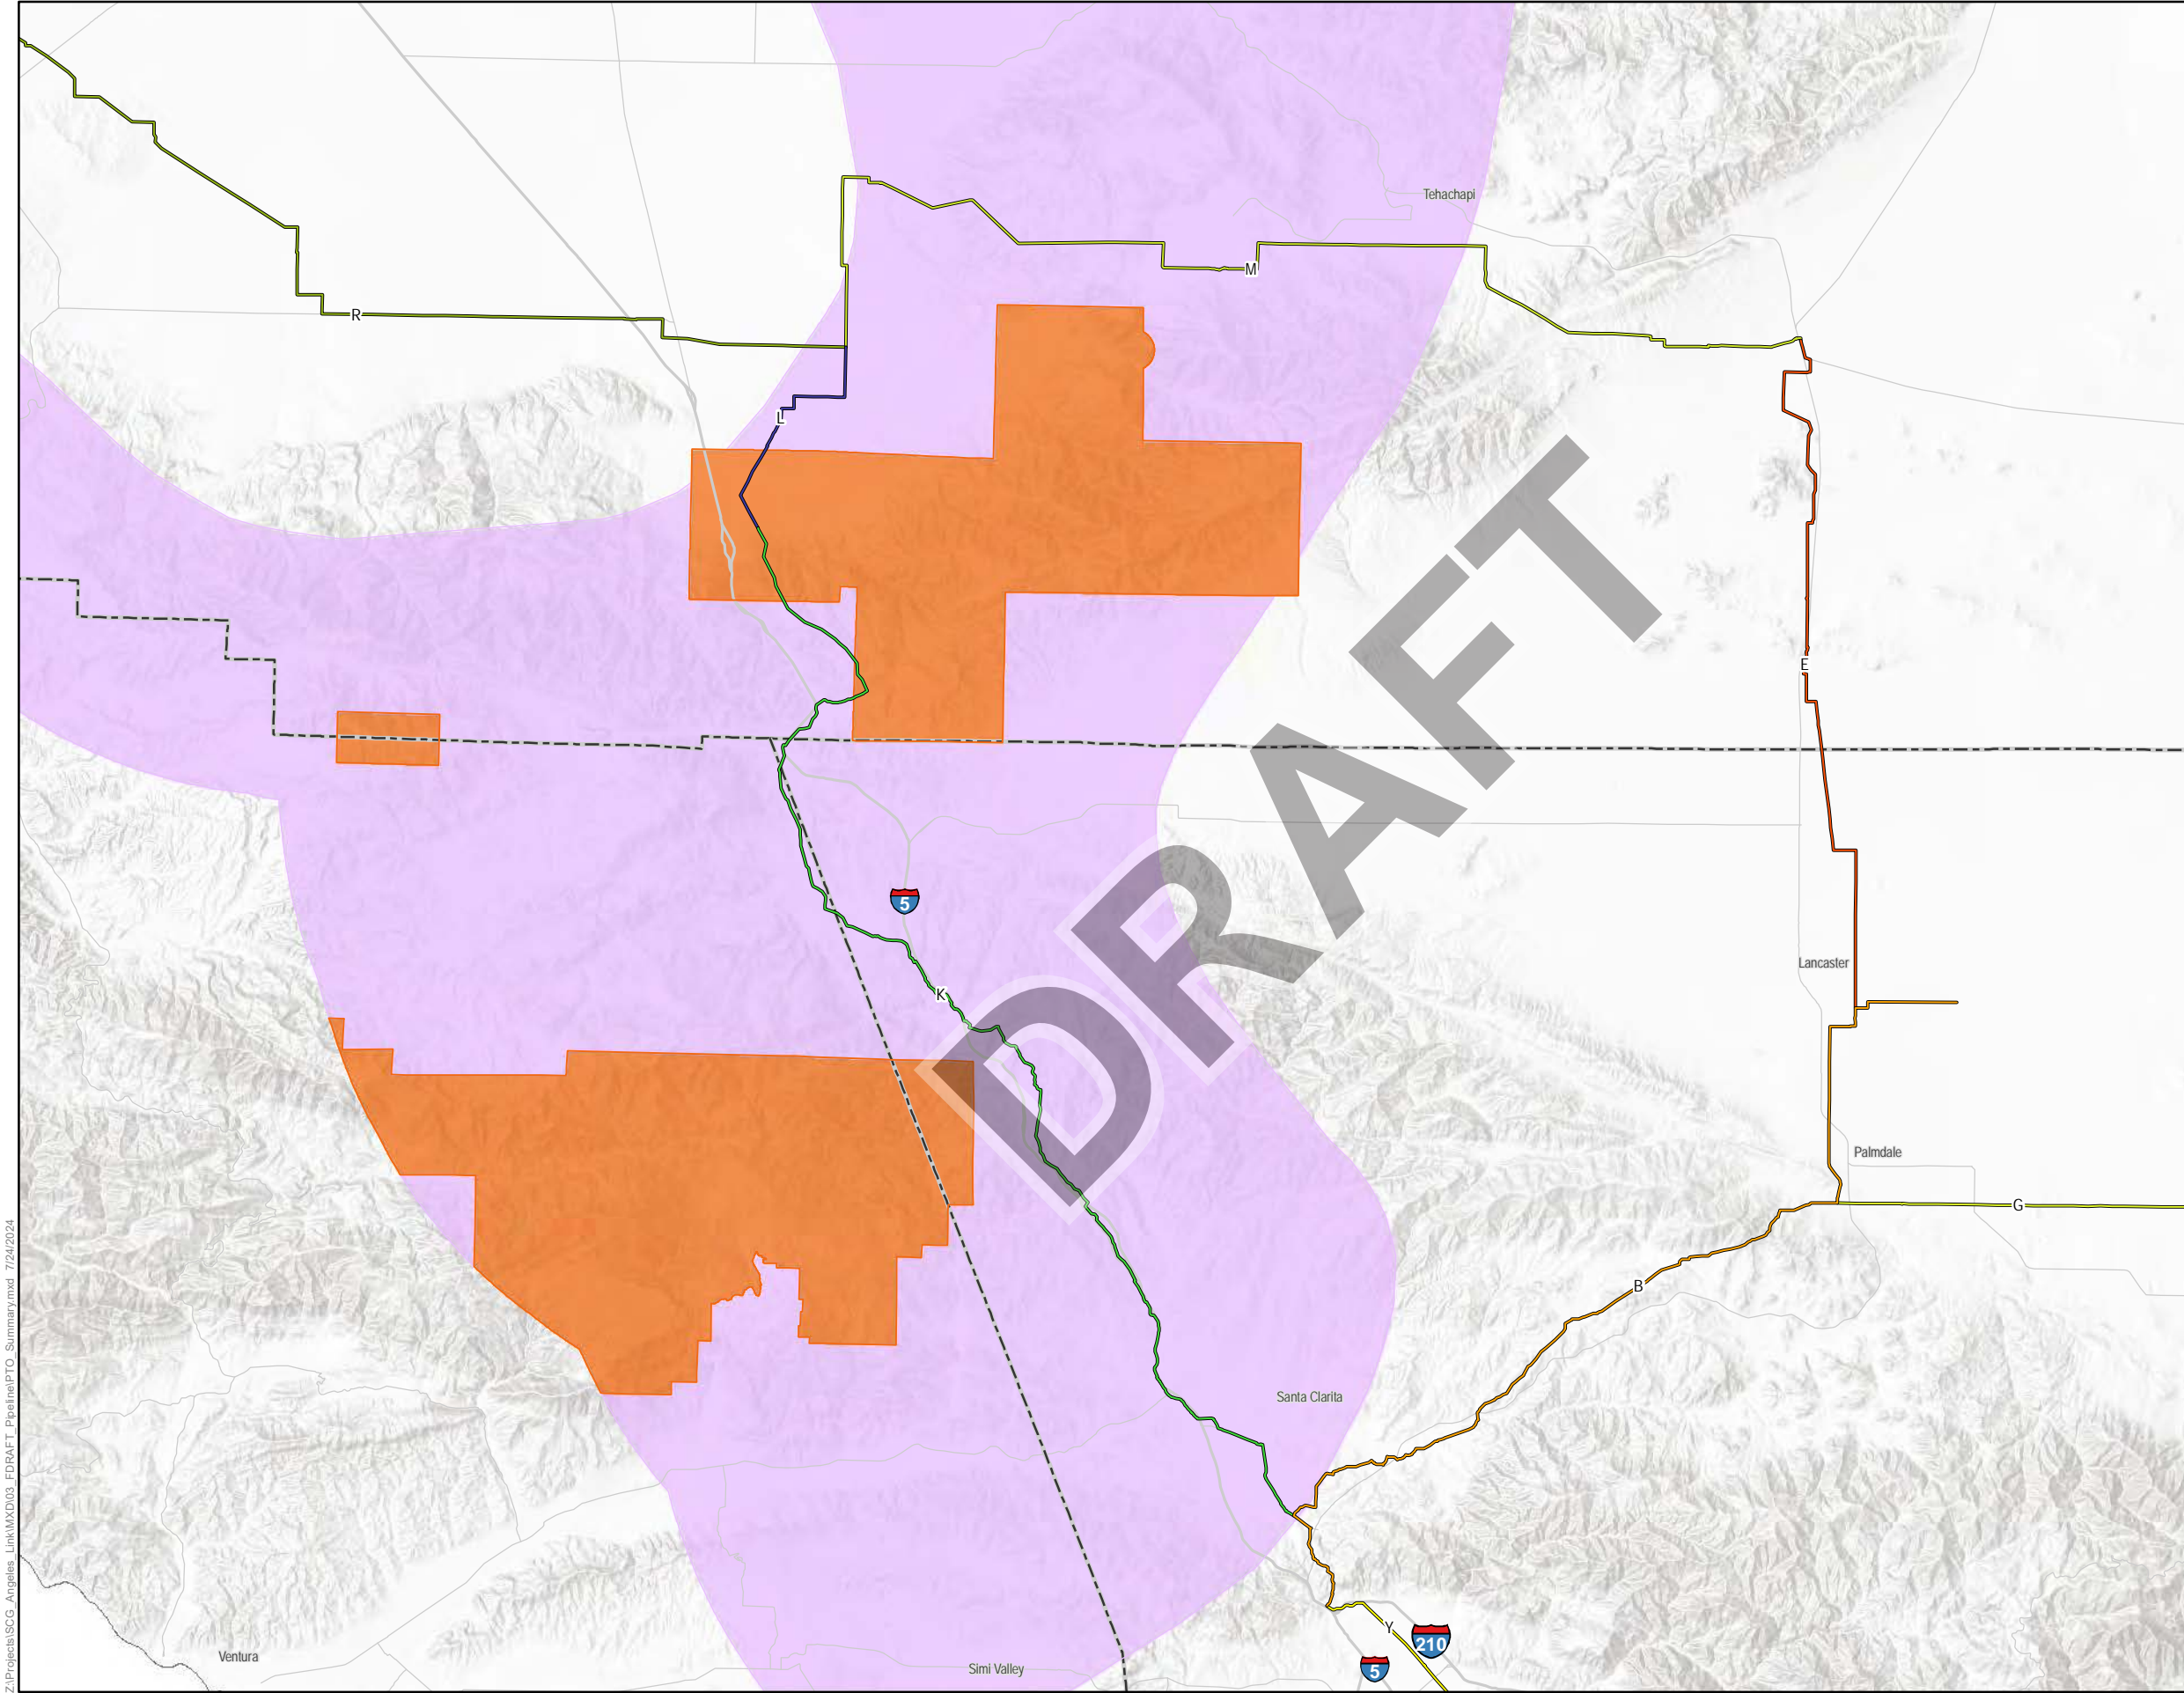 Tehachapi
M
R
L
E
5
Lancaster
K
DRAFT
Palmdale
G
B
Santa Clarita
Y
210
5
Ventura
Simi Valley
Z:\Projects\SCG_Angeles_Link\MXD\03_FDRAFT_Pipeline\PTO_Summary.mxd 7/24/2024